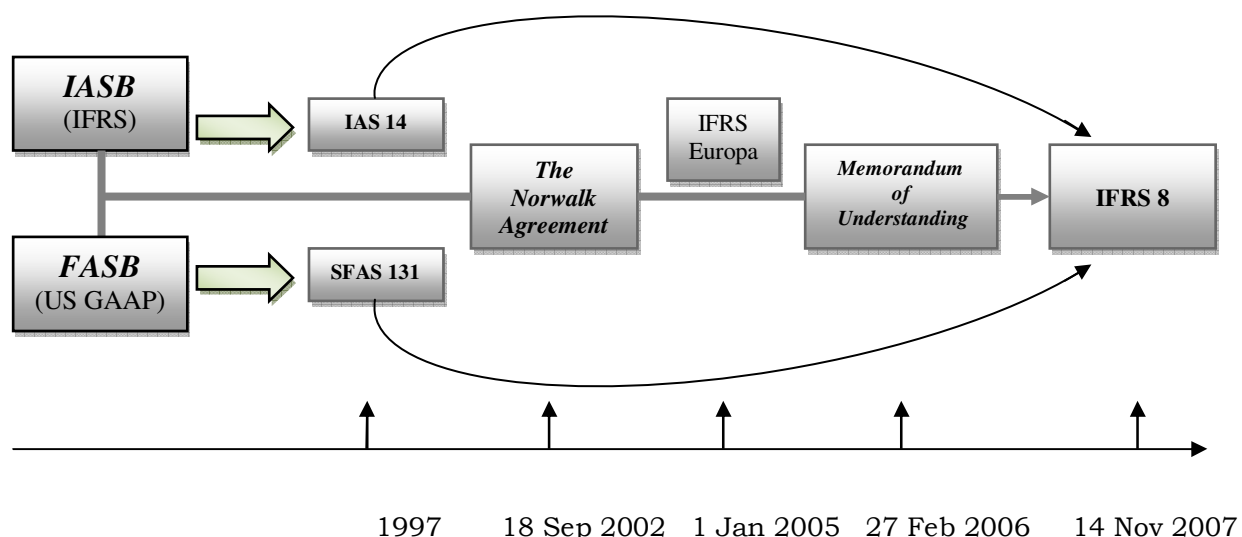 IASB
(IFRS)
IAS 14
IFRS
Europa
The
Norwalk
Agreement
Memorandum
of
Understanding
IFRS 8
FASB
(US GAAP)
SFAS 131
1997 18 Sep 2002 1 Jan 2005 27 Feb 2006 14 Nov 2007